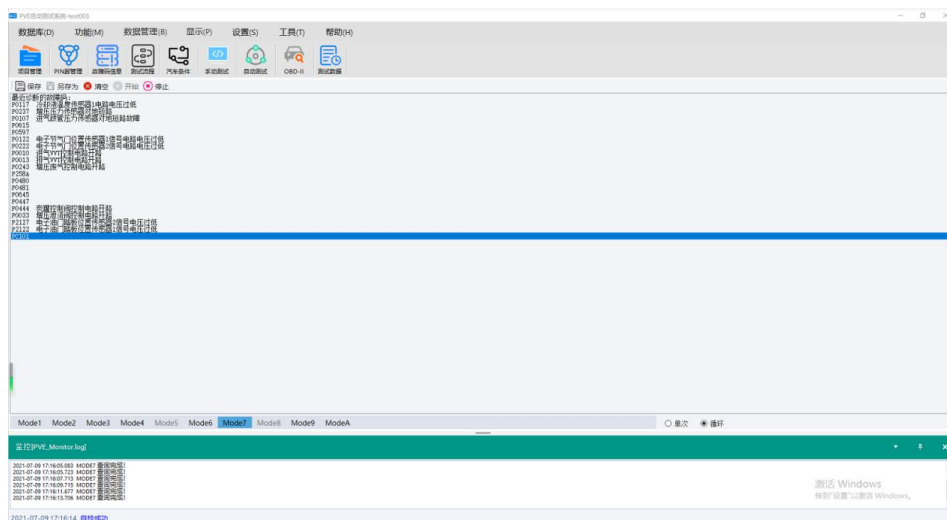 PVE自动测试系统-test003
数据库(D) 功能(M) 数据管理(B) 显示(P) 设置(S) 工具(T) 帮助(H)
项目管理 PIN脚管理 故障码信息 测试流程 汽车条件 手动测试 自动测试 OBD-II 测试数据
保存 另存为 清空 开始 停止
最近诊断的故障码:
P0117 冷却液温度传感器1电路电压过低
P0237 增压压力传感器对地短路
P0107 进气歧管压力传感器对地短路故障
P0615
P0597
P0122 电子节气门位置传感器1信号电路电压过低
P0222 电子节气门位置传感器2信号电路电压过低
P0010 进气VVT控制电路开路
P0013 排气VVT控制电路开路
P0243 增压废气控制电路开路
P258A
P0480
P0481
P0645
P0447
P0444 炭罐控制阀控制电路开路
P0033 增压泄流阀控制电路开路
P2127 电子油门踏板位置传感器2信号电压过低
P2122 电子油门踏板位置传感器1信号电压过低
PC101
Mode1 Mode2 Mode3 Mode4 Mode5 Mode6 Mode7 Mode8 Mode9 ModeA 单次 循环
监控[PVE_Monitor.log]
2021-07-09 17:16:05.083 MODE7 查询完成!
2021-07-09 17:16:05.723 MODE7 查询完成!
2021-07-09 17:16:07.713 MODE7 查询完成!
2021-07-09 17:16:09.715 MODE7 查询完成!
2021-07-09 17:16:11.677 MODE7 查询完成!
2021-07-09 17:16:13.706 MODE7 查询完成!
激活 Windows
转到"设置"以激活 Windows。
2021-07-09 17:16:14 自检成功